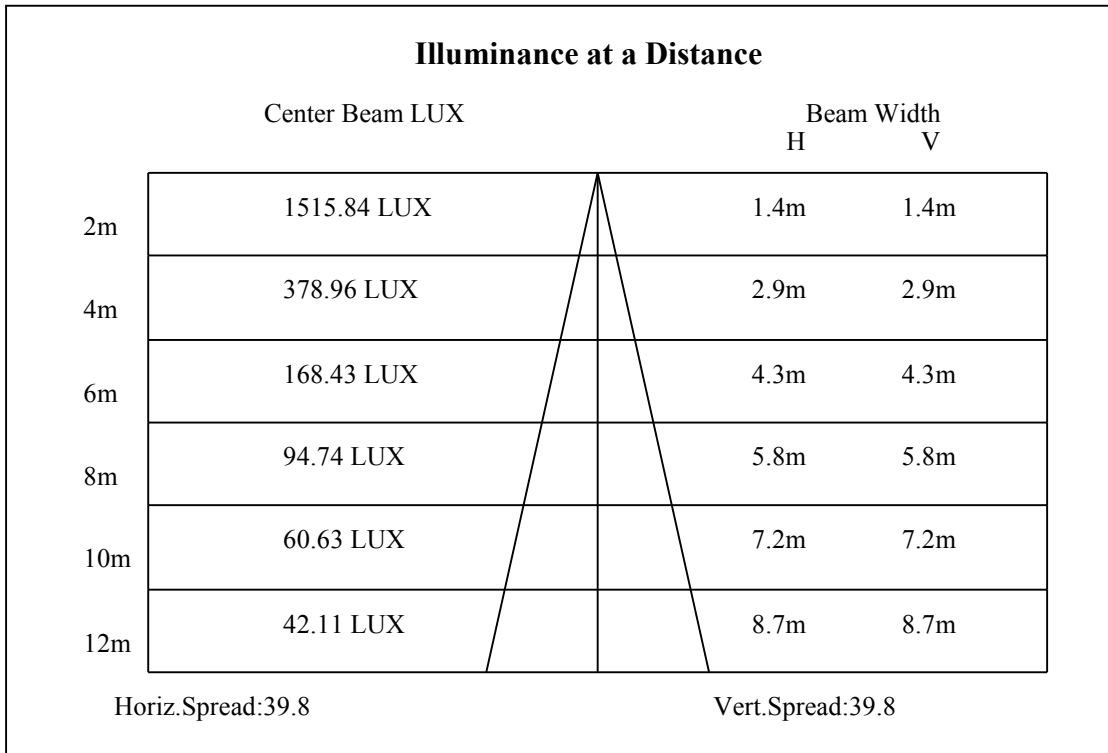 Illuminance at a Distance
Center Beam LUX Beam Width
H V
2m 1515.84 LUX 1.4m 1.4m
4m 378.96 LUX 2.9m 2.9m
6m 168.43 LUX 4.3m 4.3m
8m 94.74 LUX 5.8m 5.8m
10m 60.63 LUX 7.2m 7.2m
12m 42.11 LUX 8.7m 8.7m
Horiz.Spread:39.8 Vert.Spread:39.8